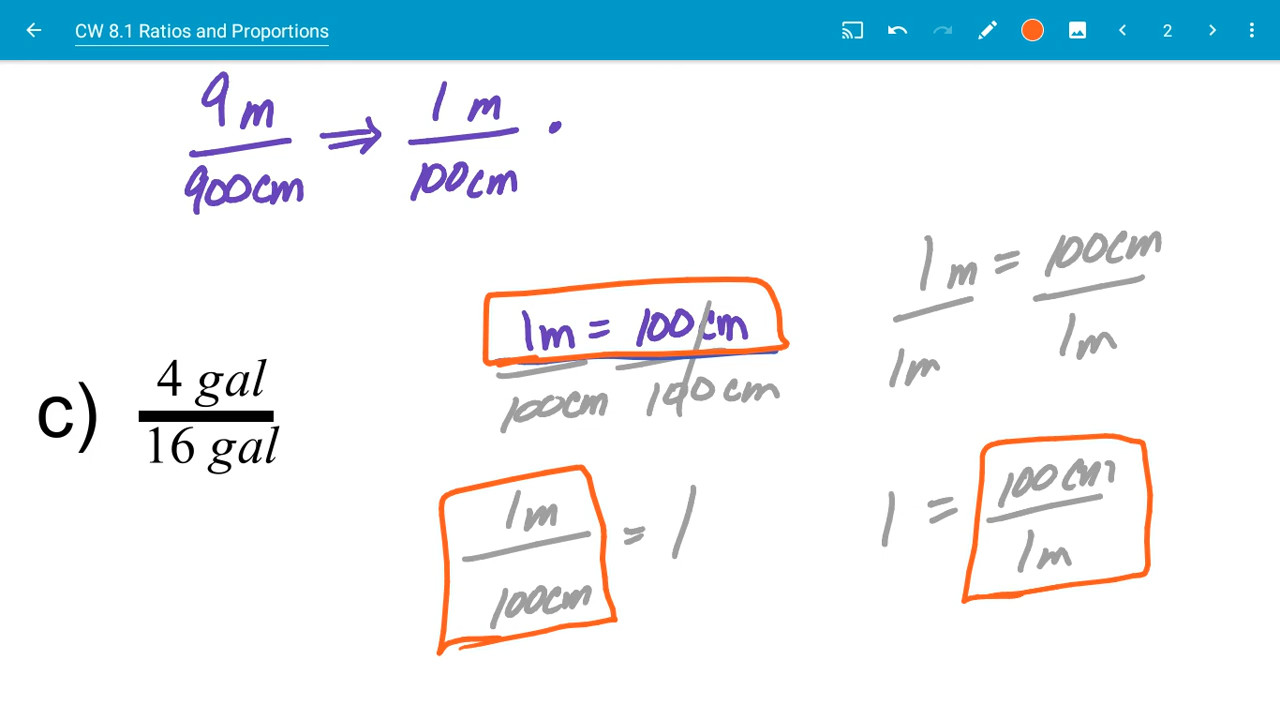 CW 8.1 Ratios and Proportions
2
9m/900cm ⇒ 1m/100cm ·
1m = 100cm
100cm 100cm
1m/100cm = 1
1m = 100cm
1m 1m
1 = 100cm/1m
c) 4 gal/16 gal